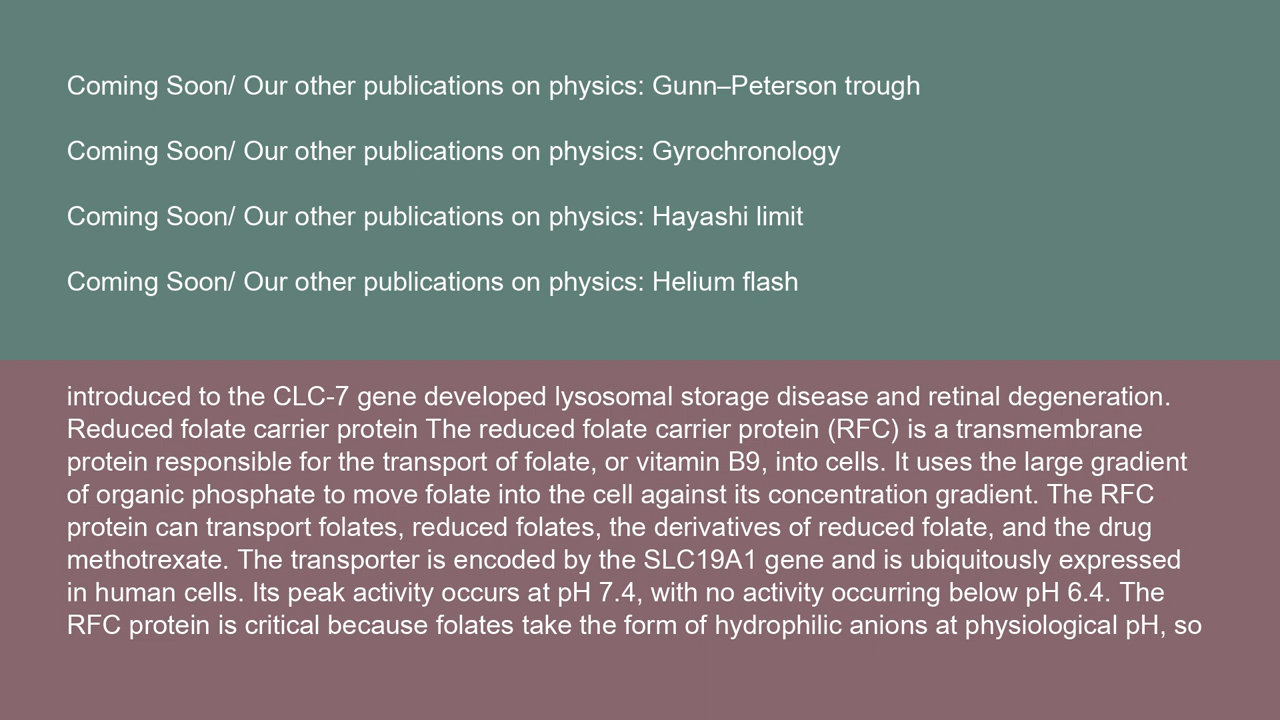 Coming Soon/ Our other publications on physics: Gunn–Peterson trough
Coming Soon/ Our other publications on physics: Gyrochronology
Coming Soon/ Our other publications on physics: Hayashi limit
Coming Soon/ Our other publications on physics: Helium flash
introduced to the CLC-7 gene developed lysosomal storage disease and retinal degeneration.
Reduced folate carrier protein The reduced folate carrier protein (RFC) is a transmembrane
protein responsible for the transport of folate, or vitamin B9, into cells. It uses the large gradient
of organic phosphate to move folate into the cell against its concentration gradient. The RFC
protein can transport folates, reduced folates, the derivatives of reduced folate, and the drug
methotrexate. The transporter is encoded by the SLC19A1 gene and is ubiquitously expressed
in human cells. Its peak activity occurs at pH 7.4, with no activity occurring below pH 6.4. The
RFC protein is critical because folates take the form of hydrophilic anions at physiological pH, so